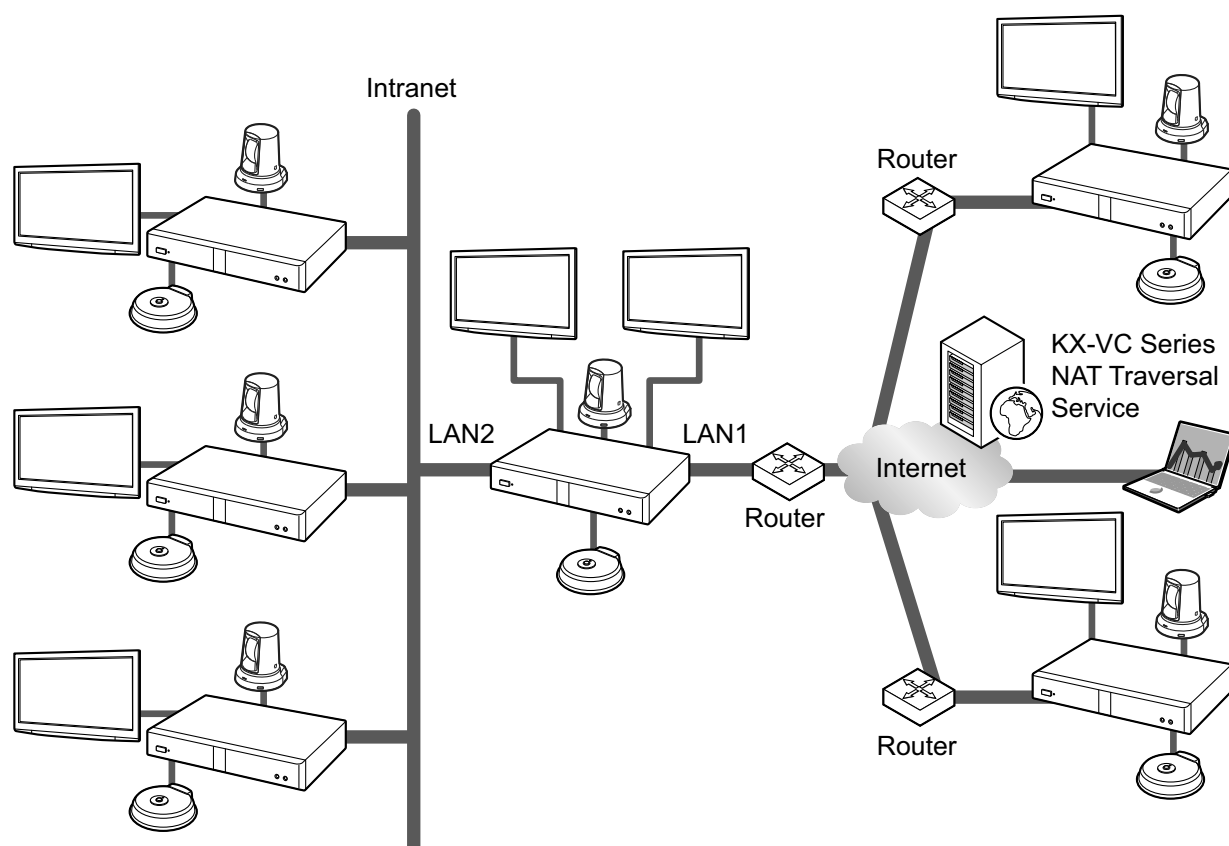 Intranet
Router
KX-VC Series
NAT Traversal
Service
LAN2
LAN1
Internet
Router
Router